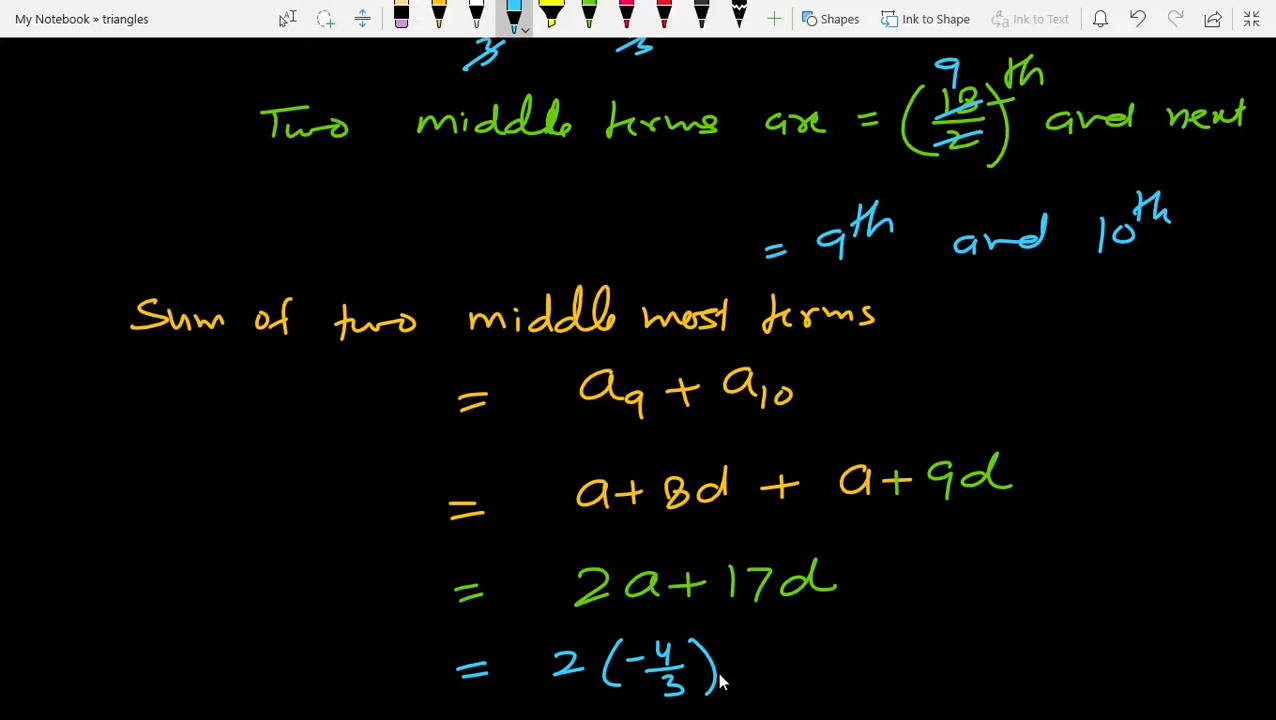 My Notebook » triangles
Shapes Ink to Shape Ink to Text
3 3
Two middle terms are = (18/2)^th and next
9
= 9th and 10th
Sum of two middle most terms
= a₉ + a₁₀
= a+8d + a+9d
= 2a+17d
= 2(-4/3)